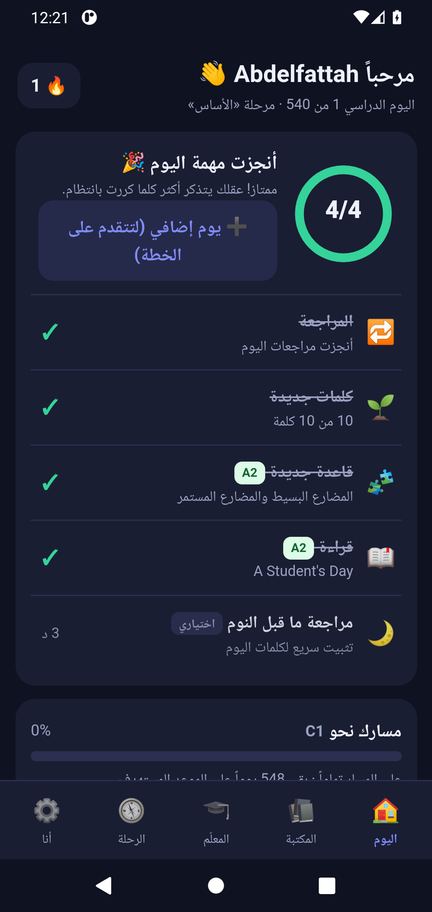 12:21
مرحباً Abdelfattah 👋
🔥 1
اليوم الدراسي 1 من 540 · مرحلة «الأساس»
أنجزت مهمة اليوم 🎉
ممتاز! عقلك يتذكر أكثر كلما كررت بانتظام.
4/4
➕ يوم إضافي (لتتقدم على
الخطة)
المراجعة
أنجزت مراجعات اليوم
✓
كلمات جديدة
10 من 10 كلمة
✓
قاعدة جديدة A2
المضارع البسيط والمضارع المستمر
✓
قراءة A2
A Student's Day
✓
مراجعة ما قبل النوم اختياري
تثبيت سريع لكلمات اليوم
3 د
مسارك نحو C1
0%
اليوم
المكتبة
المعلّم
الرحلة
أنا